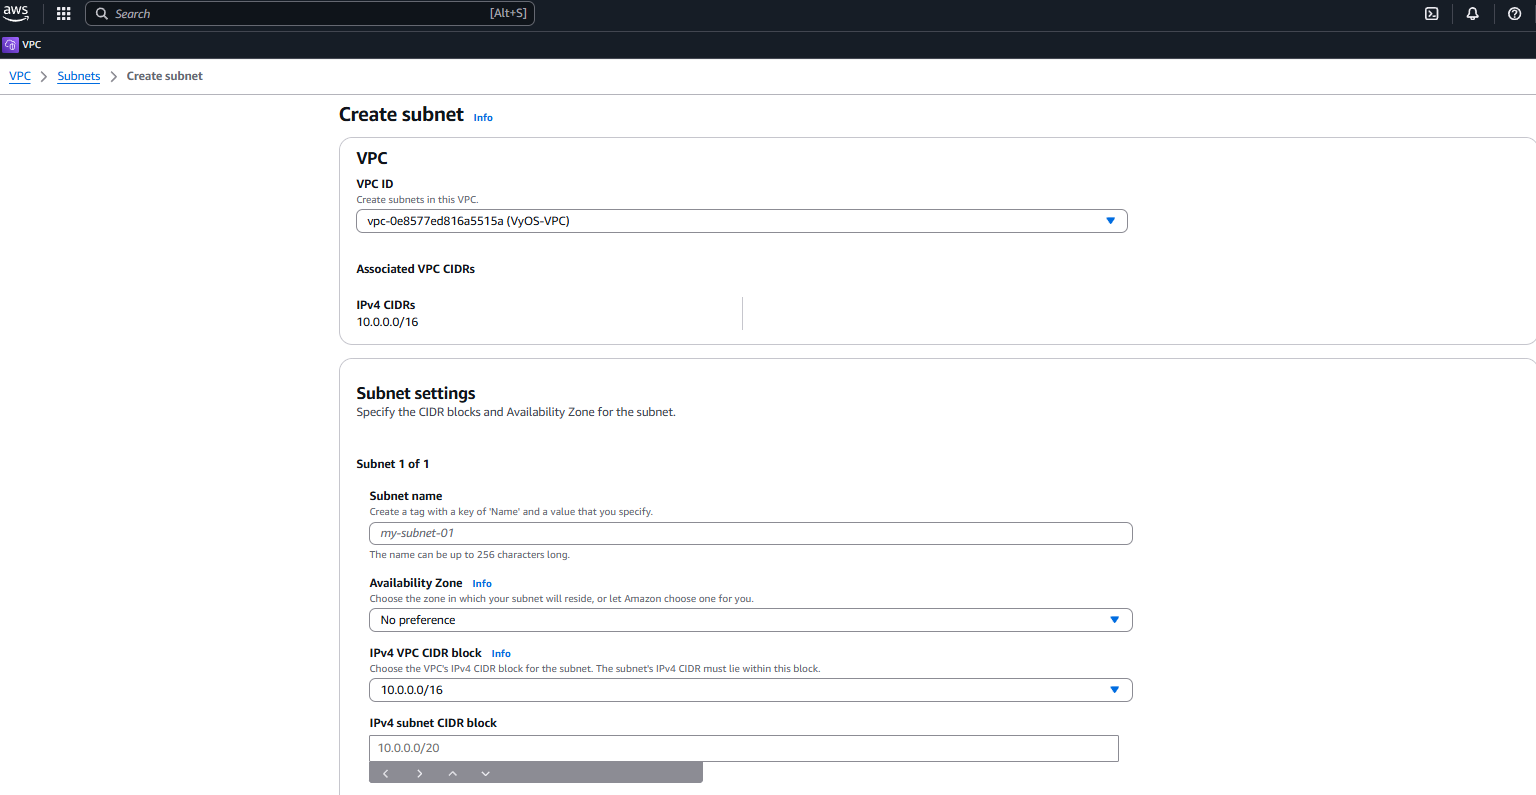 aws Search [Alt+S]
VPC
VPC Subnets Create subnet
Create subnet Info
VPC
VPC ID
Create subnets in this VPC.
vpc-0e8577ed816a5515a (VyOS-VPC)
Associated VPC CIDRs
IPv4 CIDRs
10.0.0.0/16
Subnet settings
Specify the CIDR blocks and Availability Zone for the subnet.
Subnet 1 of 1
Subnet name
Create a tag with a key of 'Name' and a value that you specify.
my-subnet-01
The name can be up to 256 characters long.
Availability Zone Info
Choose the zone in which your subnet will reside, or let Amazon choose one for you.
No preference
IPv4 VPC CIDR block Info
Choose the VPC's IPv4 CIDR block for the subnet. The subnet's IPv4 CIDR must lie within this block.
10.0.0.0/16
IPv4 subnet CIDR block
10.0.0.0/20